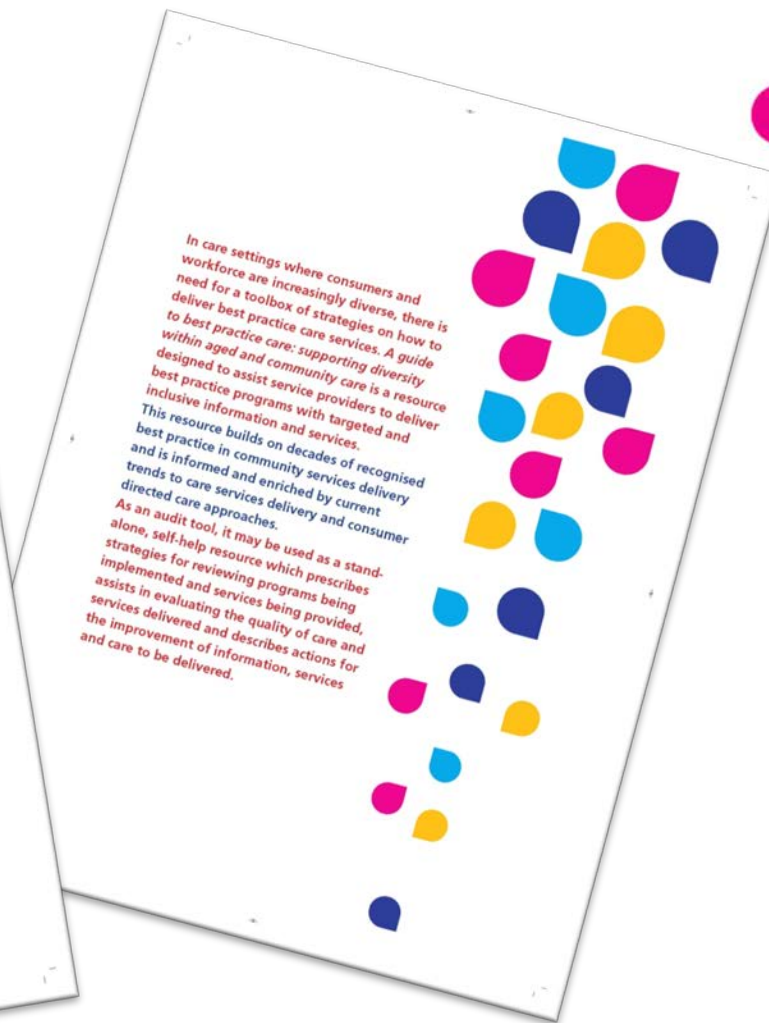 In care settings where consumers and
workforce are increasingly diverse, there is
need for a toolbox of strategies on how to
deliver best practice care services. A guide
to best practice care: supporting diversity
within aged and community care is a resource
designed to assist service providers to deliver
best practice programs with targeted and
inclusive information and services.
This resource builds on decades of recognised
best practice in community services delivery
and is informed and enriched by current
trends to care services delivery and consumer
directed care approaches.
As an audit tool, it may be used as a stand-
alone, self-help resource which prescribes
strategies for reviewing programs being
implemented and services being provided,
assists in evaluating the quality of care and
services delivered and describes actions for
the improvement of information, services
and care to be delivered.